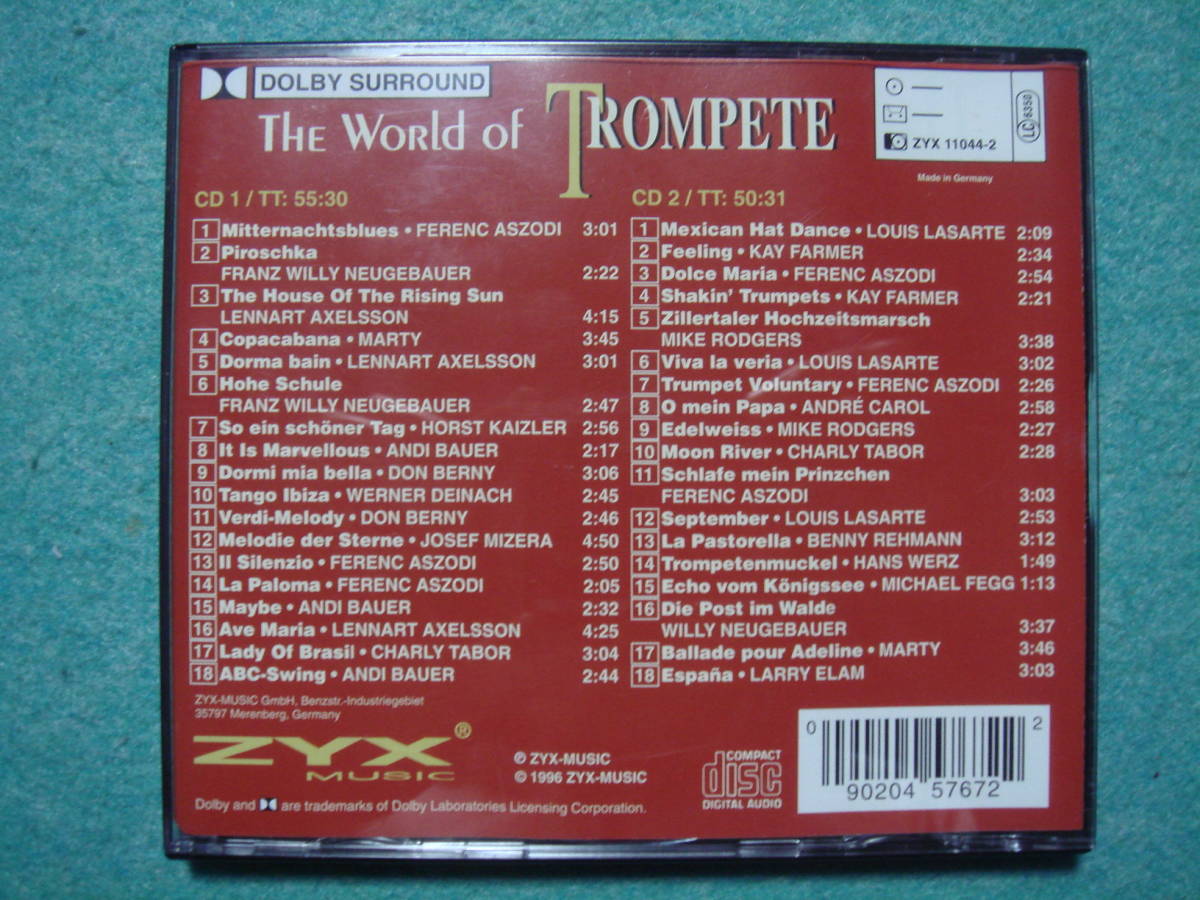 DOLBY SURROUND
THE WORLD OF TROMPETE
ZYX 11044-2
LC 6350
Made in Germany
CD 1 / TT: 55:30
1 Mitternachtsblues • FERENC ASZODI 3:01
2 Piroschka
FRANZ WILLY NEUGEBAUER 2:22
3 The House Of The Rising Sun
LENNART AXELSSON 4:15
4 Copacabana • MARTY 3:45
5 Dorma bain • LENNART AXELSSON 3:01
6 Hohe Schule
FRANZ WILLY NEUGEBAUER 2:47
7 So ein schöner Tag • HORST KAIZLER 2:56
8 It Is Marvellous • ANDI BAUER 2:17
9 Dormi mia bella • DON BERNY 3:06
10 Tango Ibiza • WERNER DEINACH 2:45
11 Verdi-Melody • DON BERNY 2:46
12 Melodie der Sterne • JOSEF MIZERA 4:50
13 Il Silenzio • FERENC ASZODI 2:50
14 La Paloma • FERENC ASZODI 2:05
15 Maybe • ANDI BAUER 2:32
16 Ave Maria • LENNART AXELSSON 4:25
17 Lady Of Brasil • CHARLY TABOR 3:04
18 ABC-Swing • ANDI BAUER 2:44
CD 2 / TT: 50:31
1 Mexican Hat Dance • LOUIS LASARTE 2:09
2 Feeling • KAY FARMER 2:34
3 Dolce Maria • FERENC ASZODI 2:54
4 Shakin' Trumpets • KAY FARMER 2:21
5 Zillertaler Hochzeitsmarsch
MIKE RODGERS 3:38
6 Viva la veria • LOUIS LASARTE 3:02
7 Trumpet Voluntary • FERENC ASZODI 2:26
8 O mein Papa • ANDRÉ CAROL 2:58
9 Edelweiss • MIKE RODGERS 2:27
10 Moon River • CHARLY TABOR 2:28
11 Schlafe mein Prinzchen
FERENC ASZODI 3:03
12 September • LOUIS LASARTE 2:53
13 La Pastorella • BENNY REHMANN 3:12
14 Trompetenmuckel • HANS WERZ 1:49
15 Echo vom Königssee • MICHAEL FEGG 1:13
16 Die Post im Walde
WILLY NEUGEBAUER 3:37
17 Ballade pour Adeline • MARTY 3:46
18 España • LARRY ELAM 3:03
ZYX-MUSIC GmbH, Benzstr.-Industriegebiet
35797 Merenberg, Germany
ZYX®
MUSIC
℗ ZYX-MUSIC
© 1996 ZYX-MUSIC
COMPACT
disc
DIGITAL AUDIO
0 90204 57672 2
Dolby and are trademarks of Dolby Laboratories Licensing Corporation.